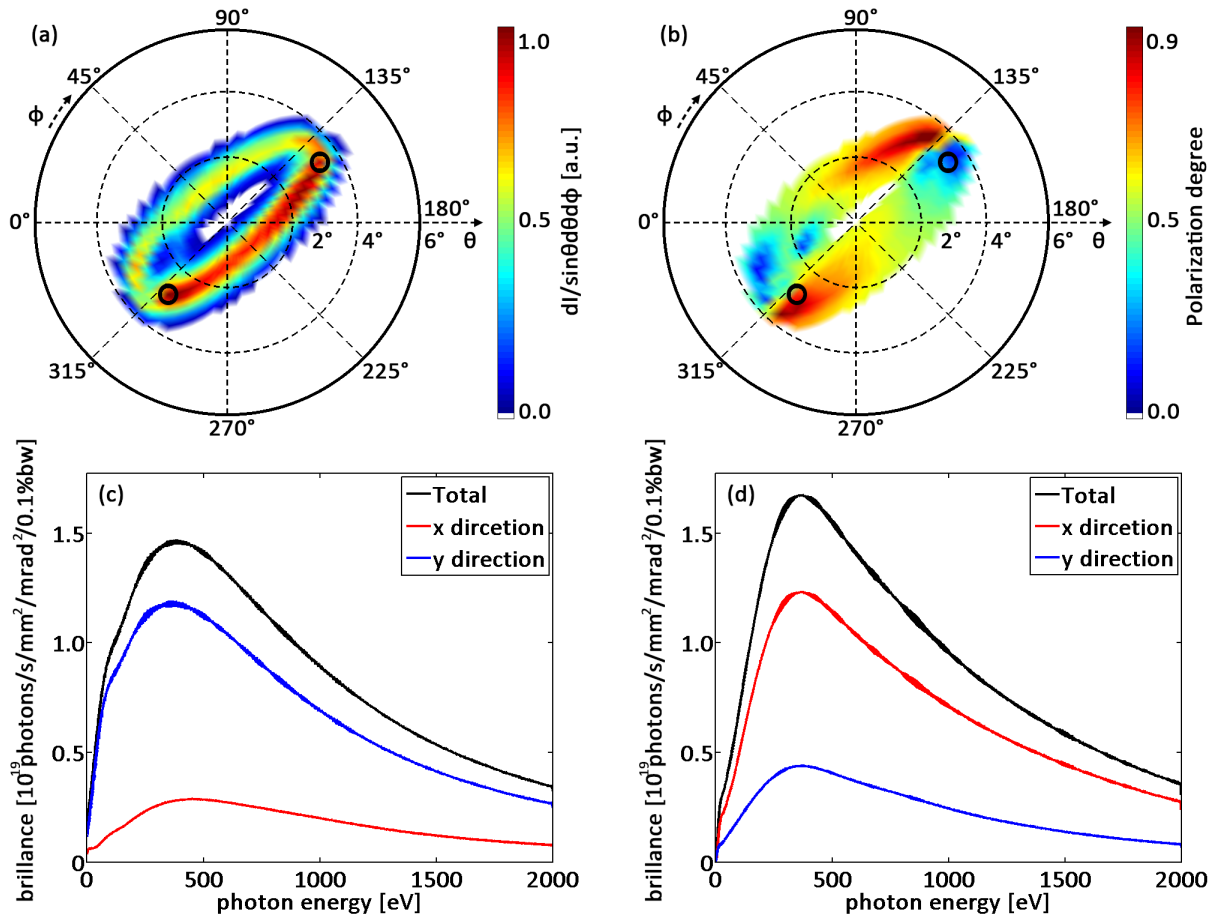 (a)
90°
45°
135°
ϕ
0°
180°
2° 4° 6° θ
315°
225°
270°
1.0
0.5
0.0
dI/sinθdθdϕ [a.u.]
(b)
90°
45°
135°
ϕ
0°
180°
2° 4° 6° θ
315°
225°
270°
0.9
0.5
0.0
Polarization degree
(c)
Total
x dircetion
y direction
1.5
1.0
0.5
0
0 500 1000 1500 2000
photon energy [eV]
brillance [10¹⁹photons/s/mm²/mrad²/0.1%bw]
(d)
Total
x dircetion
y direction
1.5
1.0
0.5
0
0 500 1000 1500 2000
photon energy [eV]
brillance [10¹⁹photons/s/mm²/mrad²/0.1%bw]